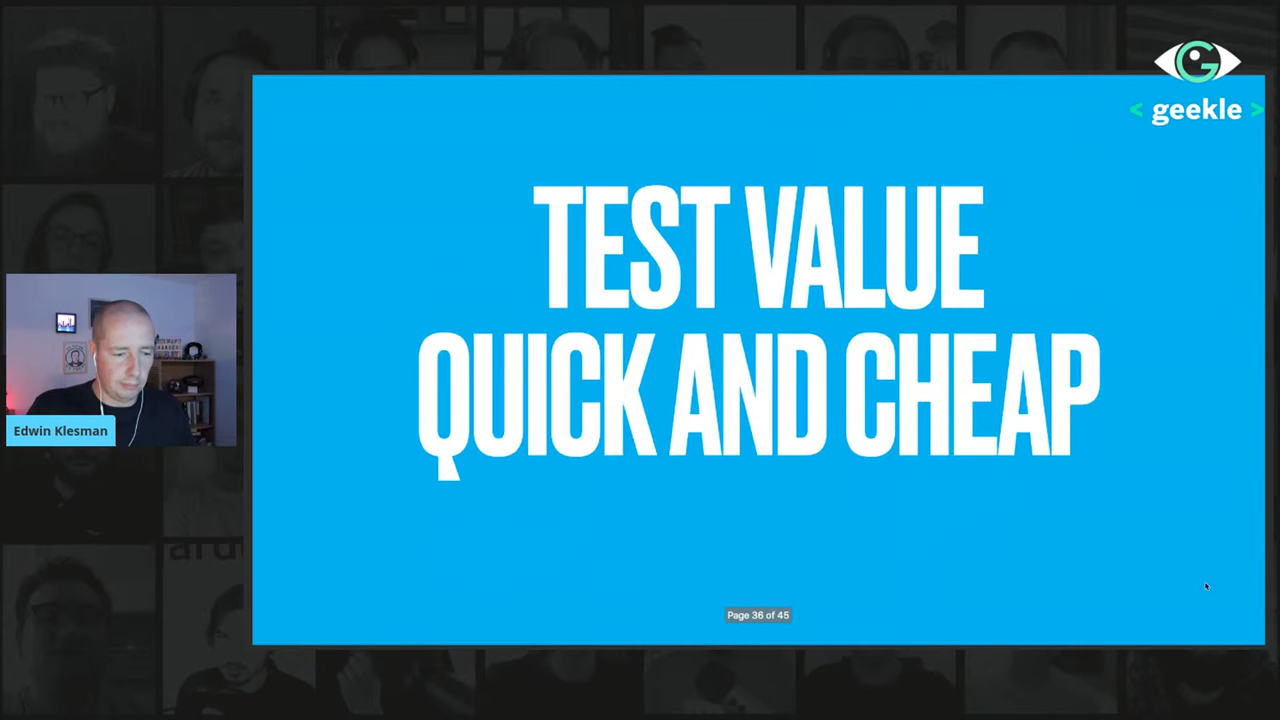 < geekle >
TEST VALUE
QUICK AND CHEAP
Edwin Klesman
Page 36 of 45